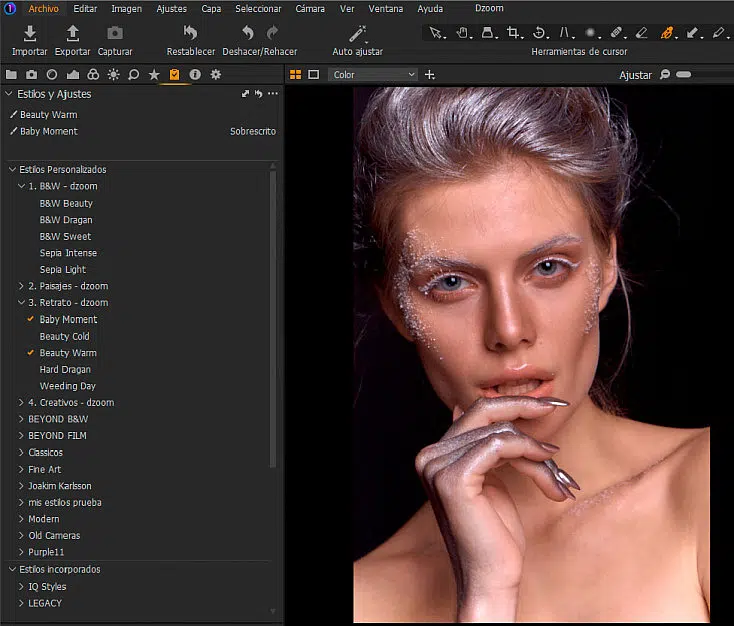 Archivo Editar Imagen Ajustes Capa Seleccionar Cámara Ver Ventana Ayuda Dzoom
Importar Exportar Capturar Restablecer Deshacer/Rehacer Auto ajustar Herramientas de cursor
Color Ajustar
Estilos y Ajustes
Beauty Warm
Baby Moment Sobrescrito
Estilos Personalizados
1. B&W - dzoom
B&W Beauty
B&W Dragan
B&W Sweet
Sepia Intense
Sepia Light
2. Paisajes - dzoom
3. Retrato - dzoom
Baby Moment
Beauty Cold
Beauty Warm
Hard Dragan
Weeding Day
4. Creativos - dzoom
BEYOND B&W
BEYOND FILM
Classicos
Fine Art
Joakim Karlsson
mis estilos prueba
Modern
Old Cameras
Purple11
Estilos incorporados
IQ Styles
LEGACY